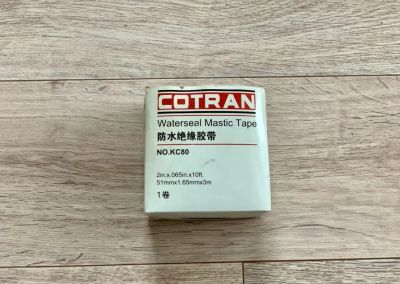 COTRAN
Waterseal Mastic Tape
防水绝缘胶带
NO.KC80
2in.x.065in.x10ft.
51mmx1.65mmx3m
1卷